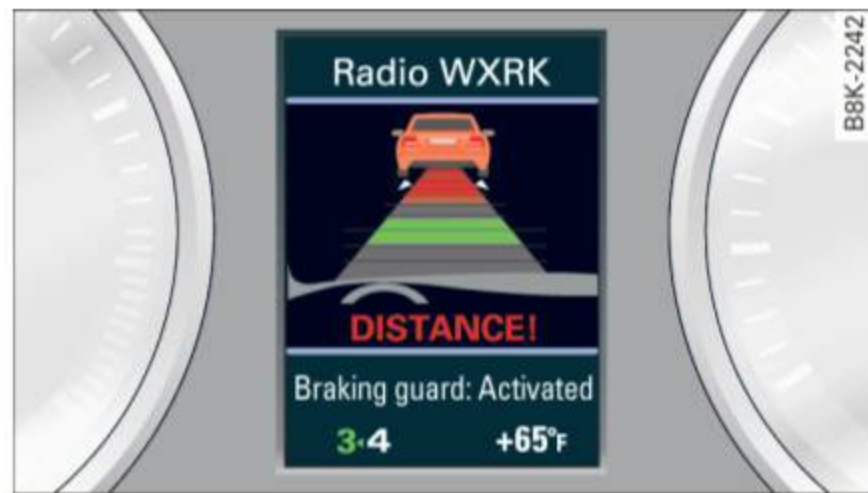 Radio WXRK
DISTANCE!
Braking guard: Activated
3◂4 +65°F
B8K-2242